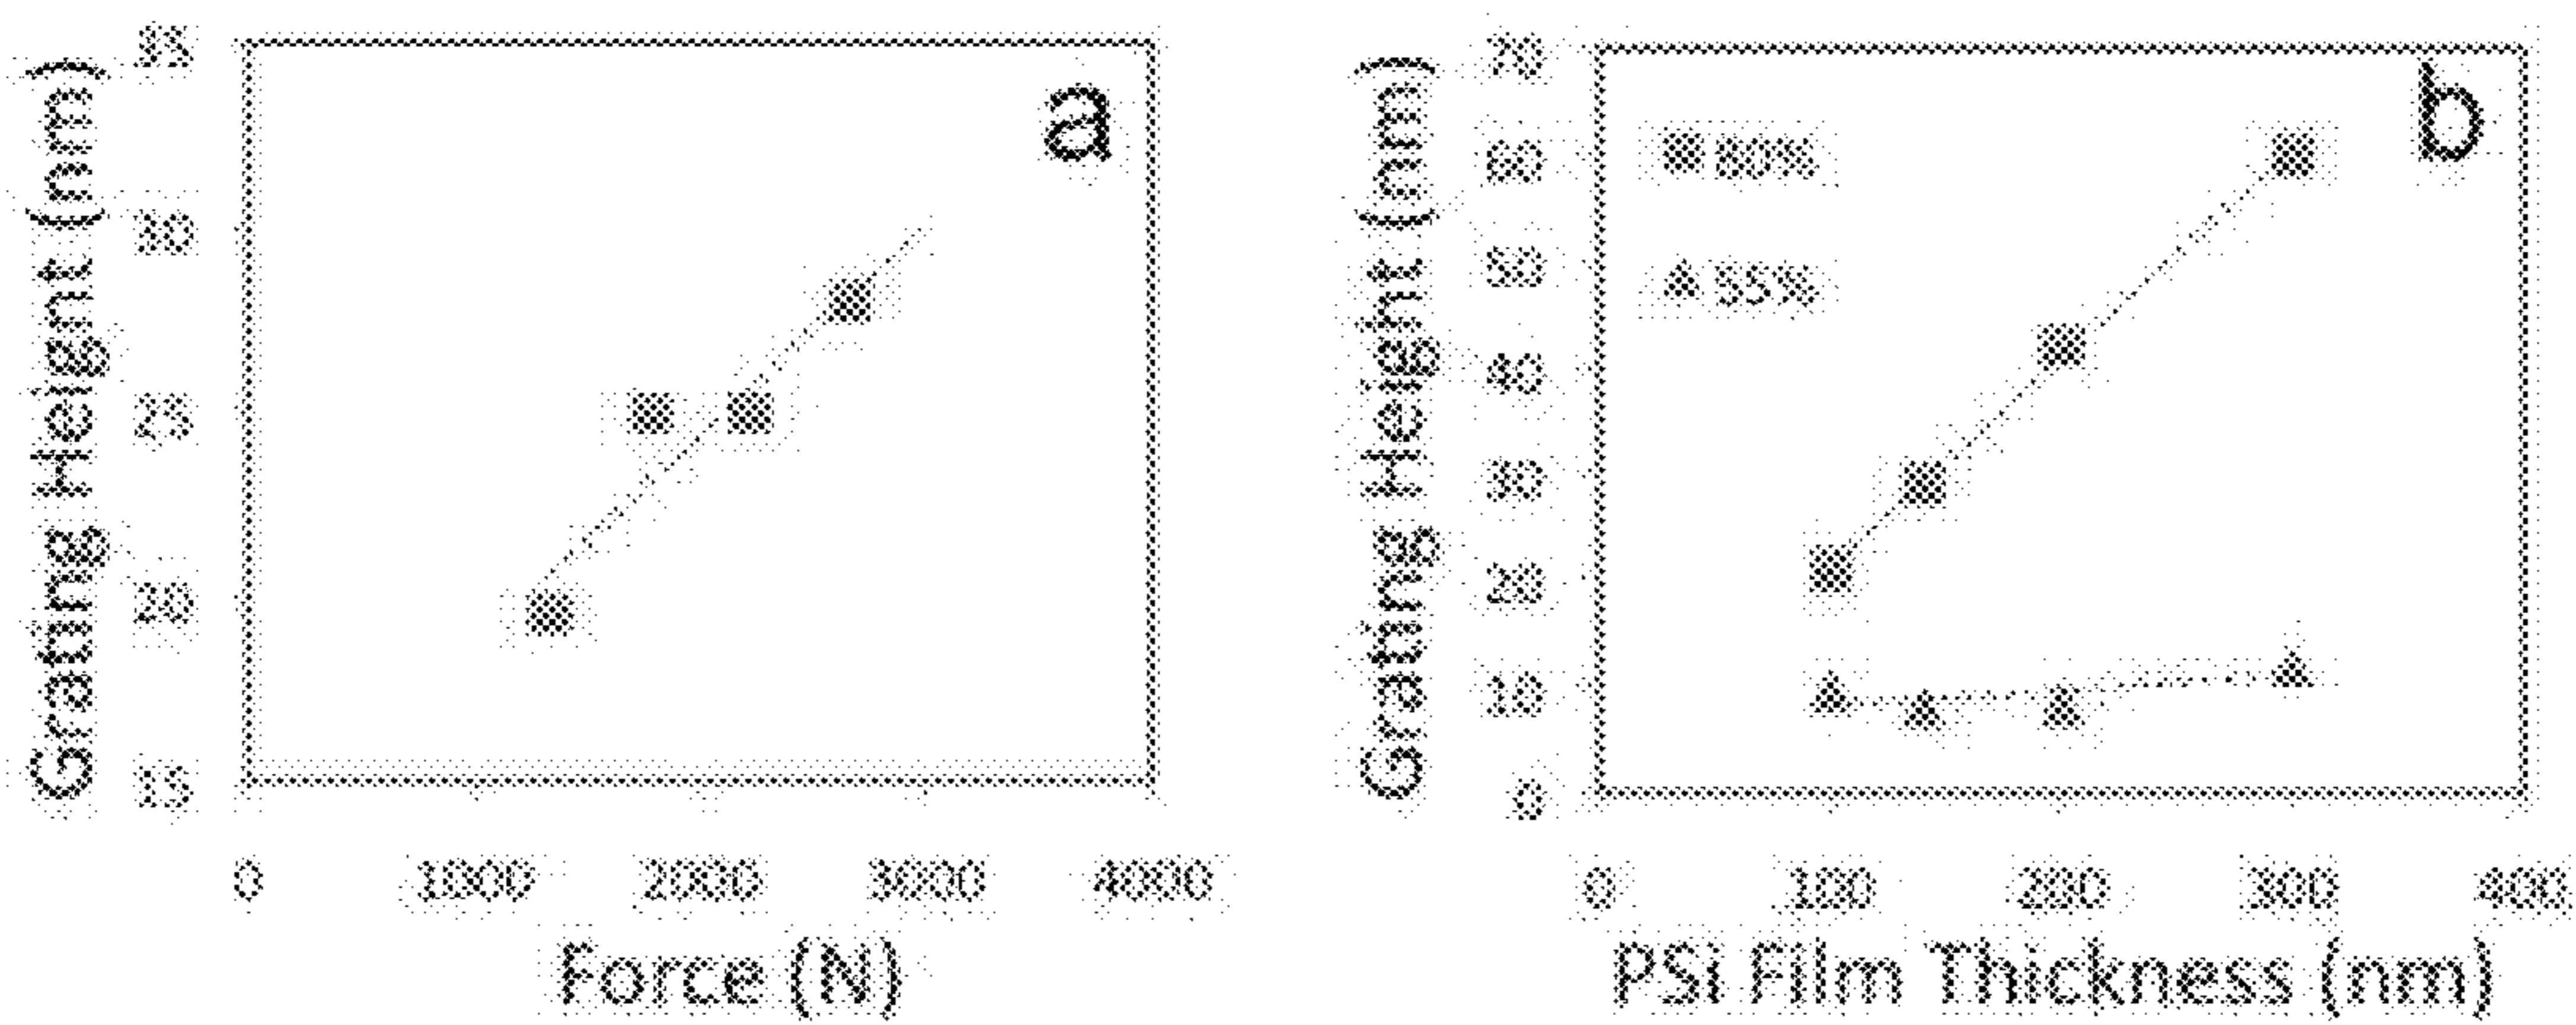 Grating Height (nm)
35
30
25
20
15
0 1000 2000 3000 4000
Force (N)
a
Grating Height (nm)
70
60
50
40
30
20
10
0
0 100 200 300 400
PSi Film Thickness (nm)
80%
55%
b